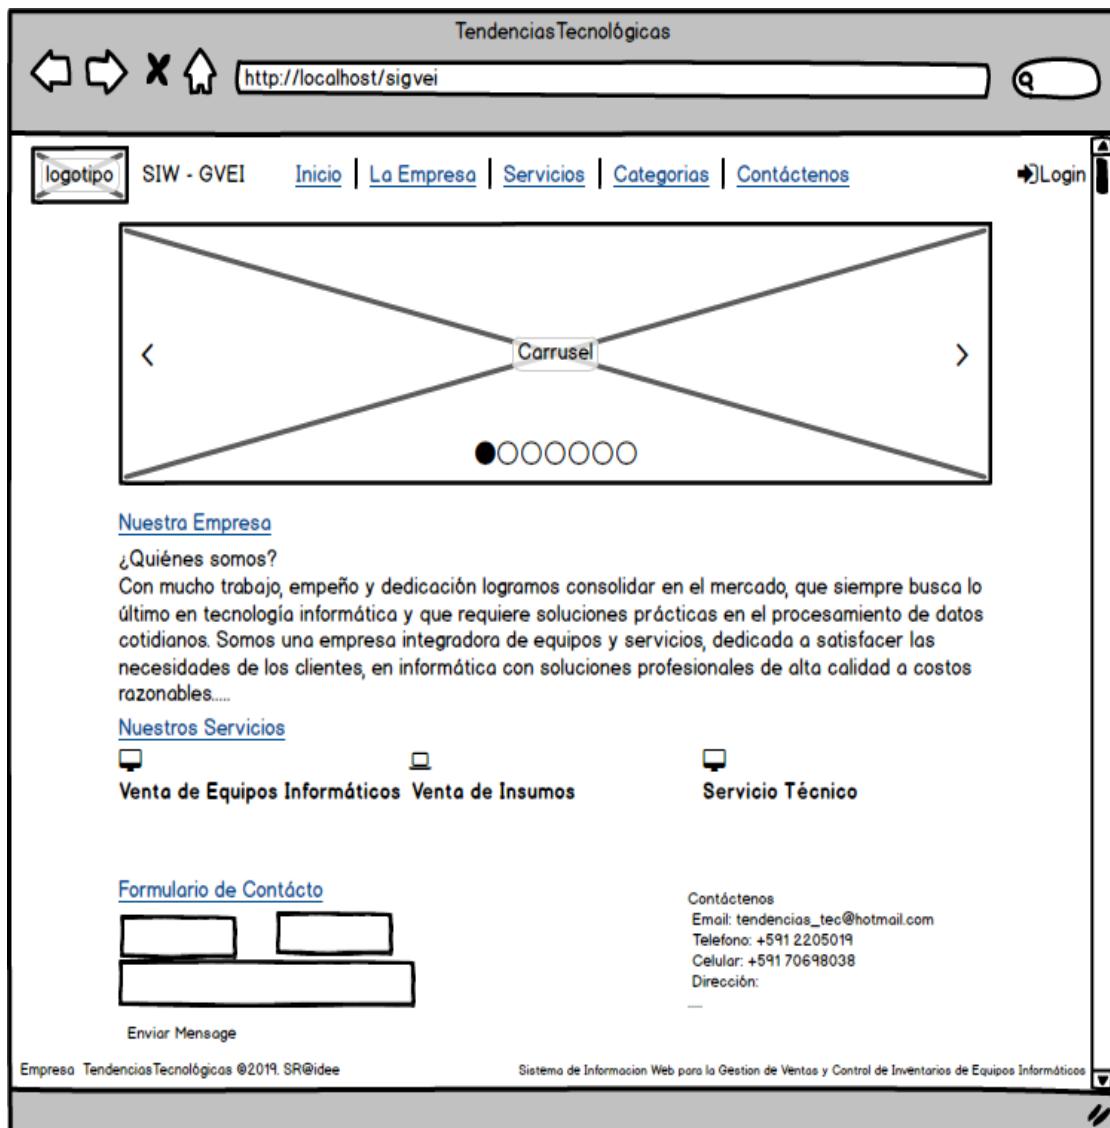 TendenciasTecnológicas
http://localhost/sigvei
logotipo SIW - GVEI Inicio La Empresa Servicios Categorias Contáctenos Login
Carrusel
Nuestra Empresa
¿Quiénes somos?
Con mucho trabajo, empeño y dedicación logramos consolidar en el mercado, que siempre busca lo
último en tecnología informática y que requiere soluciones prácticas en el procesamiento de datos
cotidianos. Somos una empresa integradora de equipos y servicios, dedicada a satisfacer las
necesidades de los clientes, en informática con soluciones profesionales de alta calidad a costos
razonables.....
Nuestros Servicios
Venta de Equipos Informáticos Venta de Insumos Servicio Técnico
Formulario de Contácto
Contáctenos
Email: tendencias_tec@hotmail.com
Telefono: +591 2205019
Celular: +591 70698038
Dirección:
.....
Enviar Mensage
Empresa TendenciasTecnológicas @2019. SR@idee
Sistema de Informacion Web para la Gestion de Ventas y Control de Inventarios de Equipos Informáticos